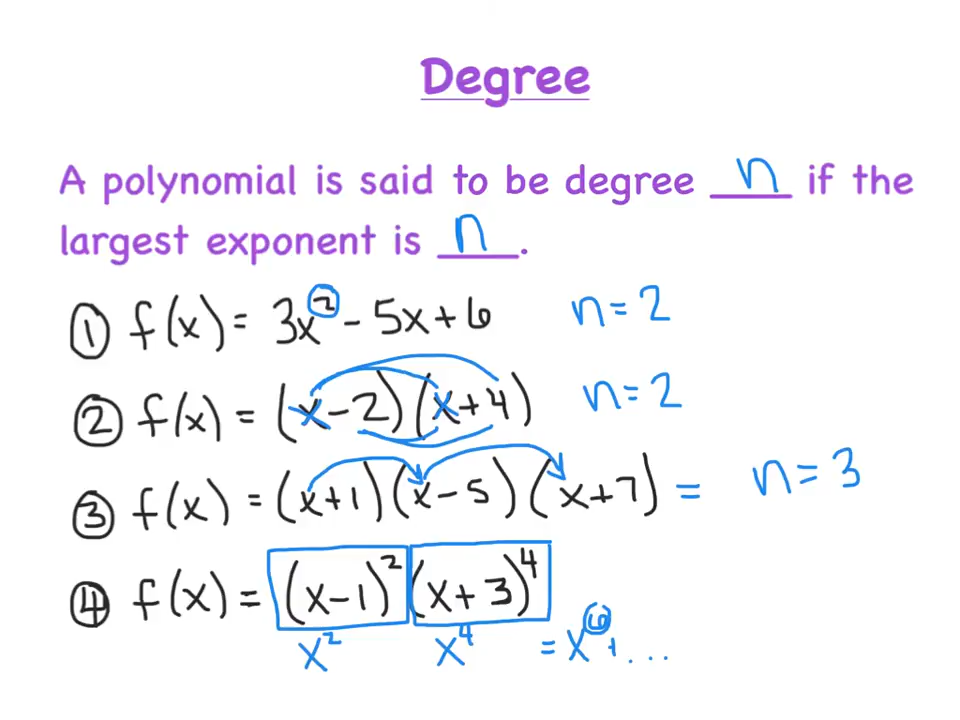 Degree
A polynomial is said to be degree n if the
largest exponent is n.
① f(x) = 3x² - 5x + 6 n = 2
② f(x) = (x - 2)(x + 4) n = 2
③ f(x) = (x + 1)(x - 5)(x + 7) = n = 3
④ f(x) = (x - 1)²(x + 3)⁴
x² x⁴ = x⁶ + ...